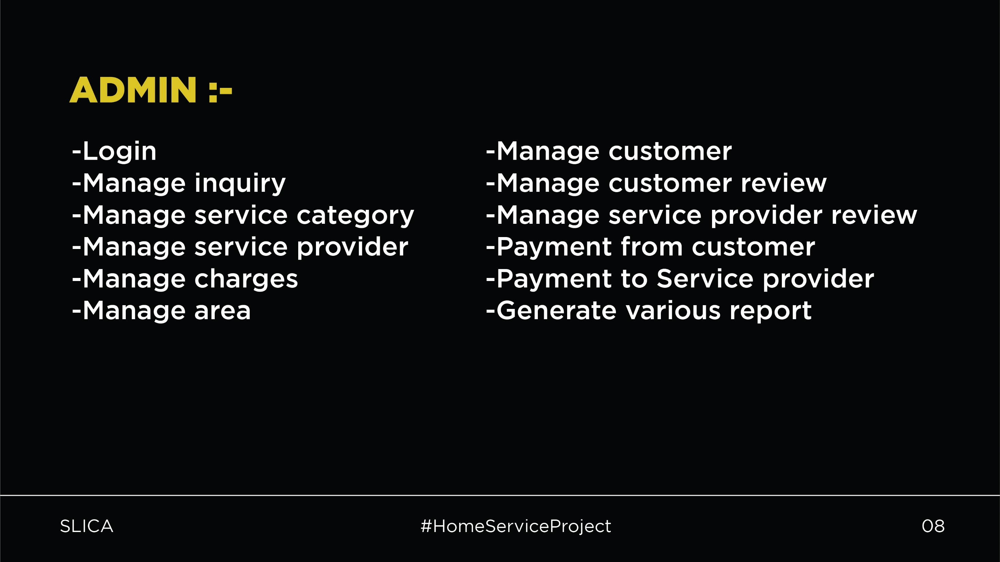 ADMIN :-
-Login
-Manage inquiry
-Manage service category
-Manage service provider
-Manage charges
-Manage area
-Manage customer
-Manage customer review
-Manage service provider review
-Payment from customer
-Payment to Service provider
-Generate various report
SLICA
#HomeServiceProject
08